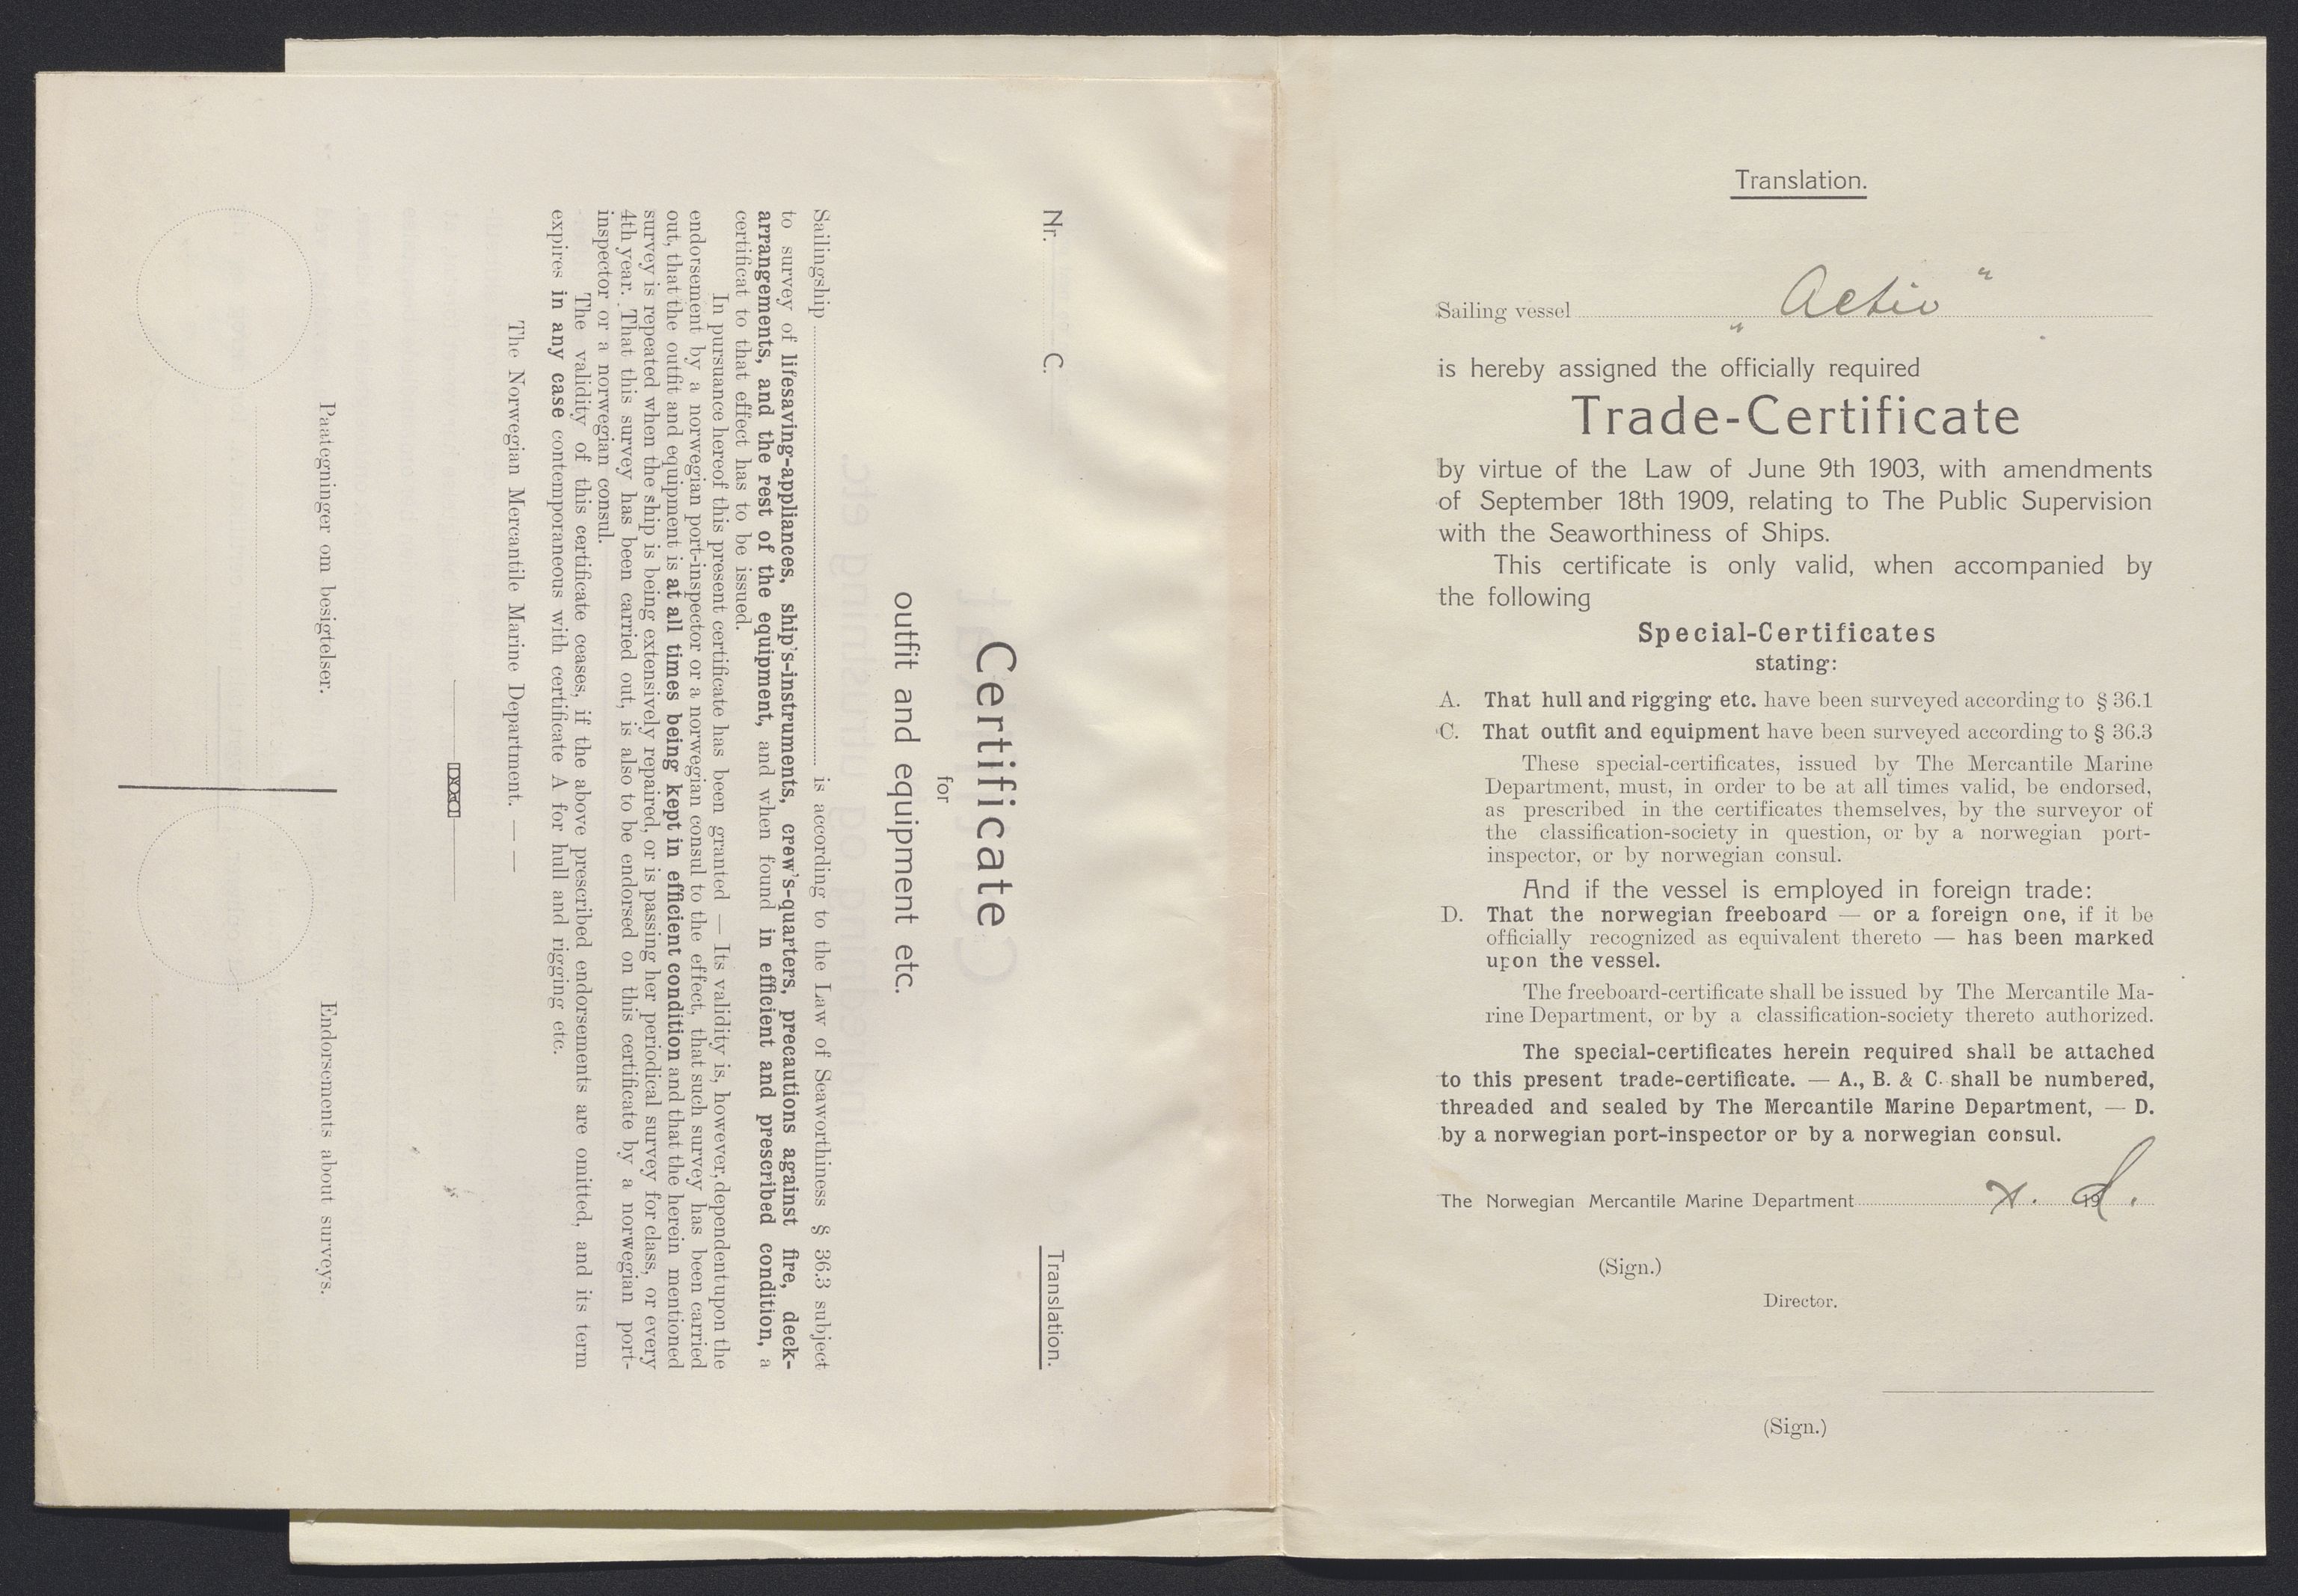 Nr. C. Translation.
Certificate
for
outfit and equipment etc.
Sailingship is according to the Law of Seaworthiness § 36.3 subject
to survey of lifesaving-appliances, ship's-instruments, crew's-quarters, precautions against fire, deck-
arrangements, and the rest of the equipment, and when found in efficient and prescribed condition, a
certificat to that effect has to be issued.
In pursuance hereof this present certificate has been granted — Its validity is, however, dependent upon the
endorsement by a norwegian port-inspector or a norwegian consul to the effect, that such survey has been carried
out, that the outfit and equipment is at all times being kept in efficient condition and that the herein mentioned
survey is repeated when the ship is being extensively repaired, or is passing her periodical survey for class, or every
4th year. That this survey has been carried out, is also to be endorsed on this certificate by a norwegian port-
inspector or a norwegian consul.
The validity of this certificate ceases, if the above prescribed endorsements are omitted, and its term
expires in any case contemporaneous with certificate A for hull and rigging etc.
The Norwegian Mercantile Marine Department. — —
Paategninger om besigtelser. Endorsements about surveys.
Translation.
Sailing vessel „Activ"
is hereby assigned the officially required
Trade-Certificate
by virtue of the Law of June 9th 1903, with amendments
of September 18th 1909, relating to The Public Supervision
with the Seaworthiness of Ships.
This certificate is only valid, when accompanied by
the following
Special-Certificates
stating:
A. That hull and rigging etc. have been surveyed according to § 36.1
C. That outfit and equipment have been surveyed according to § 36.3
These special-certificates, issued by The Mercantile Marine
Department, must, in order to be at all times valid, be endorsed,
as prescribed in the certificates themselves, by the surveyor of
the classification-society in question, or by a norwegian port-
inspector, or by norwegian consul.
And if the vessel is employed in foreign trade:
D. That the norwegian freeboard — or a foreign one, if it be
officially recognized as equivalent thereto — has been marked
upon the vessel.
The freeboard-certificate shall be issued by The Mercantile Ma-
rine Department, or by a classification-society thereto authorized.
The special-certificates herein required shall be attached
to this present trade-certificate. — A., B. & C. shall be numbered,
threaded and sealed by The Mercantile Marine Department, — D.
by a norwegian port-inspector or by a norwegian consul.
The Norwegian Mercantile Marine Department 19
(Sign.)
Director.
(Sign.)